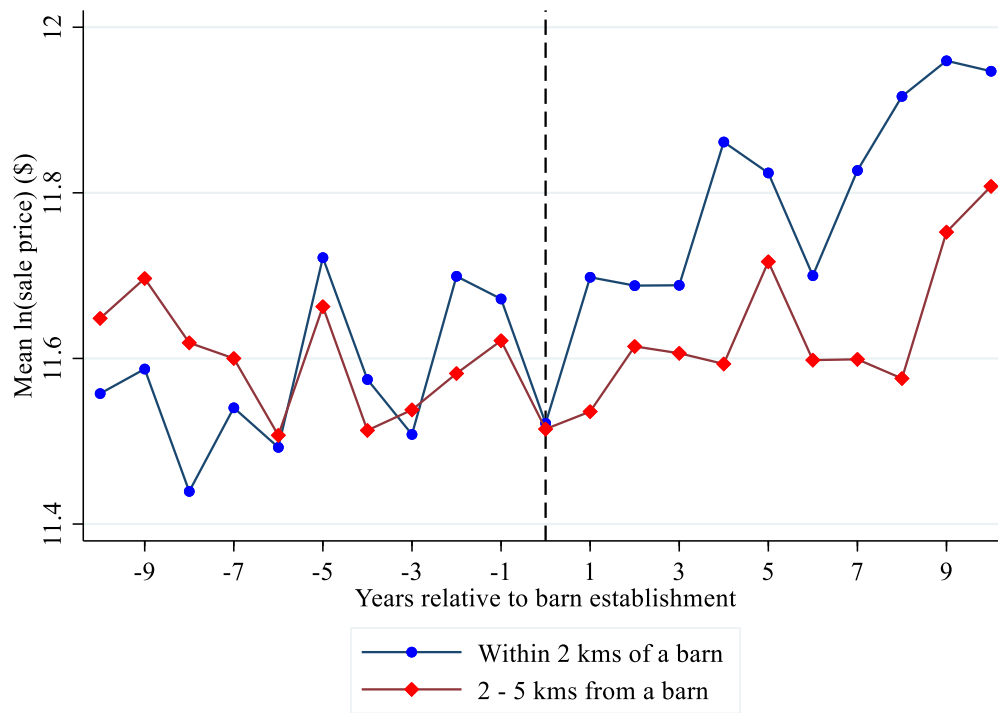 Mean ln(sale price) ($)
12
11.8
11.6
11.4
-9 -7 -5 -3 -1 1 3 5 7 9
Years relative to barn establishment
Within 2 kms of a barn
2 - 5 kms from a barn